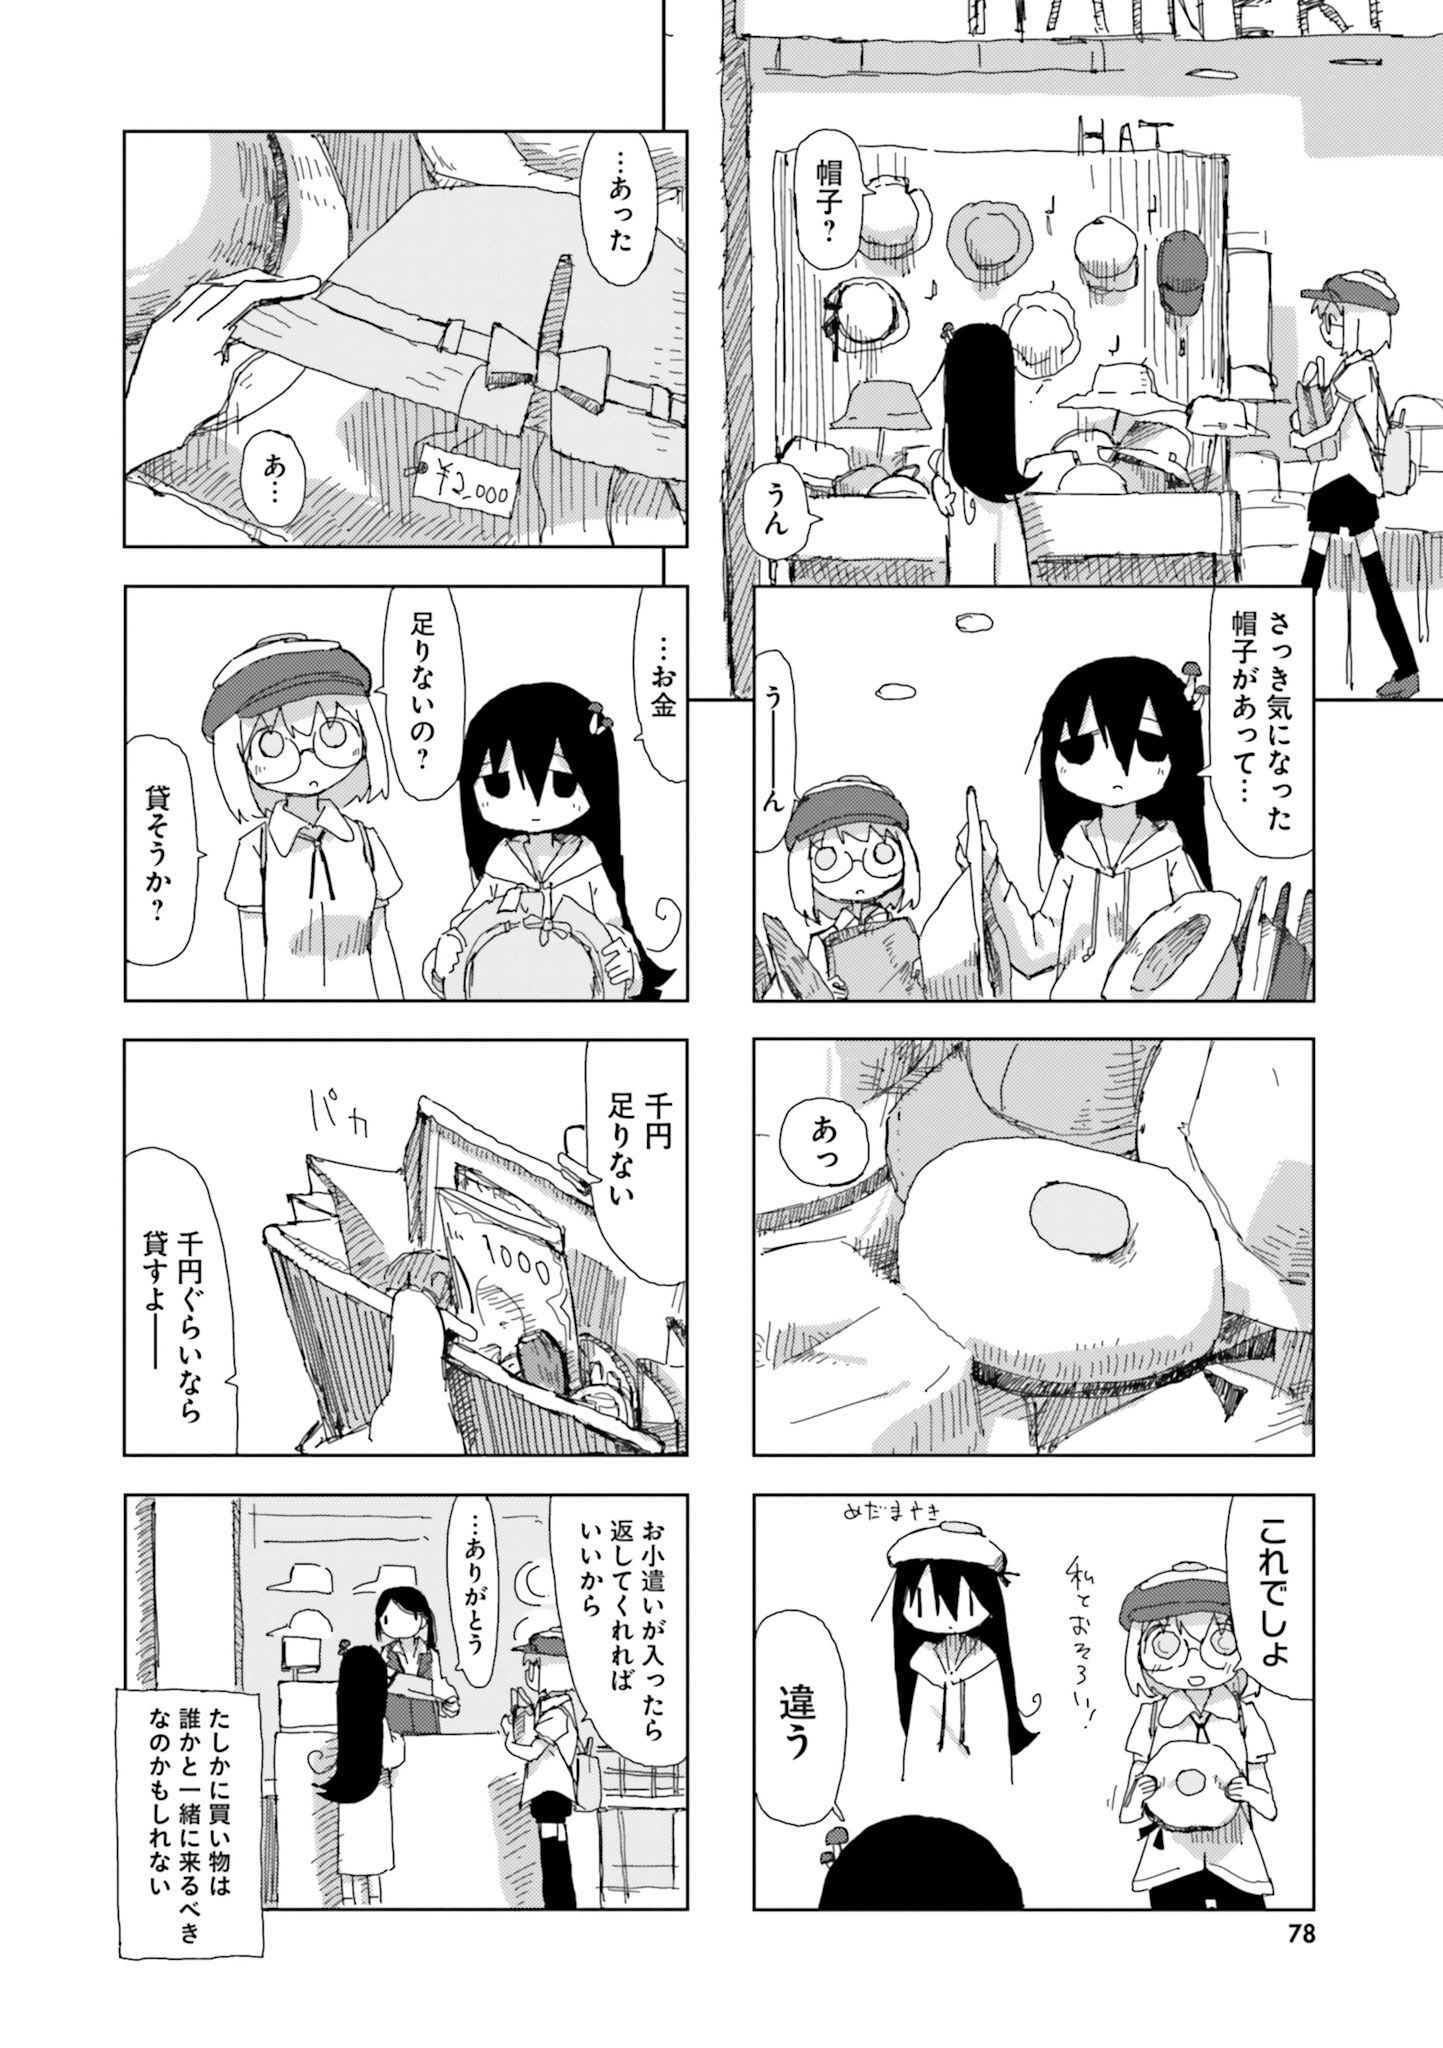 HAT
帽子?
うん
さっき気になった
帽子があって…
うーーん
あっ
これでしょ
私とおそろい!
めだまやき
違う
…あった
¥2,000
あ…
…お金
足りないの?
貸そうか?
千円
足りない
パカ
1000
千円ぐらいなら
貸すよ――
お小遣いが入ったら
返してくれれば
いいから
…ありがとう
たしかに買い物は
誰かと一緒に来るべき
なのかもしれない
78